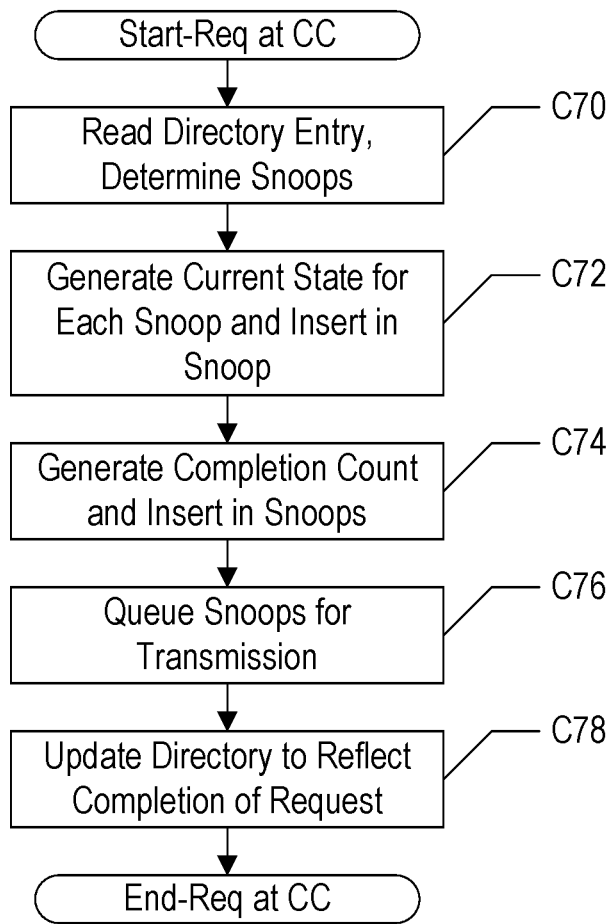 Start-Req at CC
C70
Read Directory Entry,
Determine Snoops
C72
Generate Current State for
Each Snoop and Insert in
Snoop
C74
Generate Completion Count
and Insert in Snoops
C76
Queue Snoops for
Transmission
C78
Update Directory to Reflect
Completion of Request
End-Req at CC